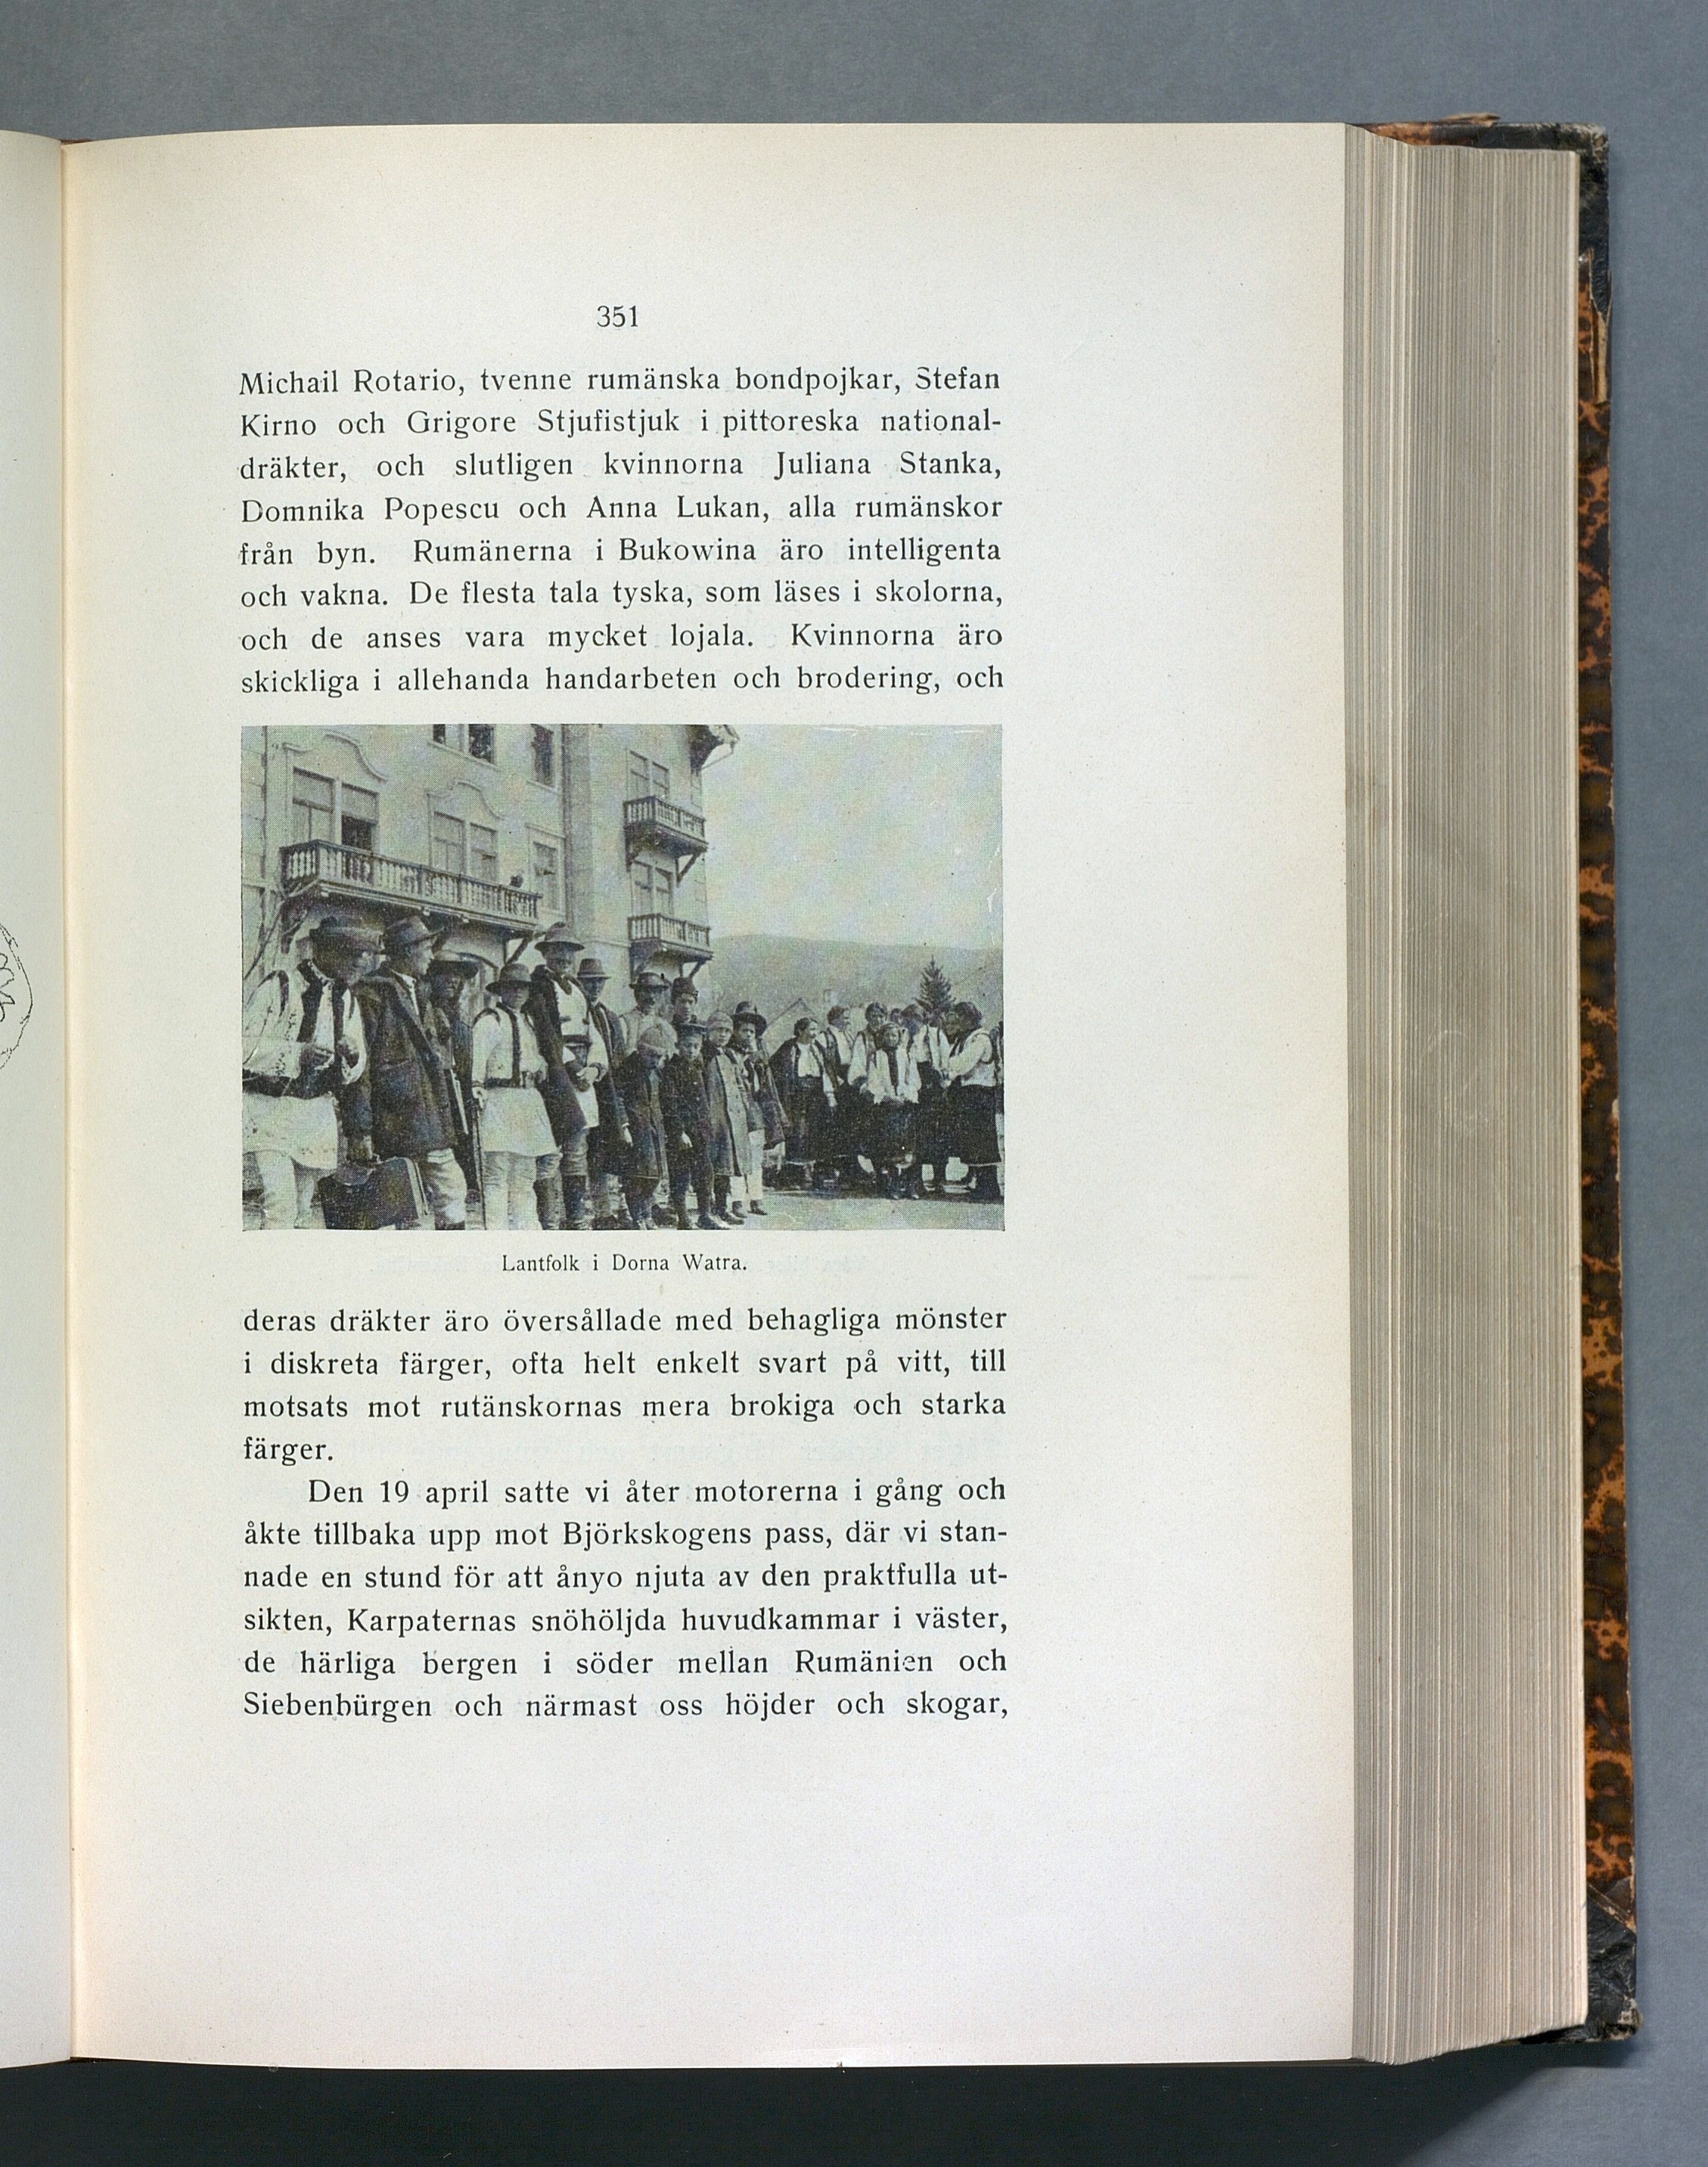 351
Michail Rotario, tvenne rumänska bondpojkar, Stefan
Kirno och Grigore Stjufistjuk i pittoreska national-
dräkter, och slutligen kvinnorna Juliana Stanka,
Domnika Popescu och Anna Lukan, alla rumänskor
från byn. Rumänerna i Bukowina äro intelligenta
och vakna. De flesta tala tyska, som läses i skolorna,
och de anses vara mycket lojala. Kvinnorna äro
skickliga i allehanda handarbeten och brodering, och
Lantfolk i Dorna Watra.
deras dräkter äro översållade med behagliga mönster
i diskreta färger, ofta helt enkelt svart på vitt, till
motsats mot rutänskornas mera brokiga och starka
färger.
Den 19 april satte vi åter motorerna i gång och
åkte tillbaka upp mot Björkskogens pass, där vi stan-
nade en stund för att ånyo njuta av den praktfulla ut-
sikten, Karpaternas snöhöljda huvudkammar i väster,
de härliga bergen i söder mellan Rumänien och
Siebenbürgen och närmast oss höjder och skogar,